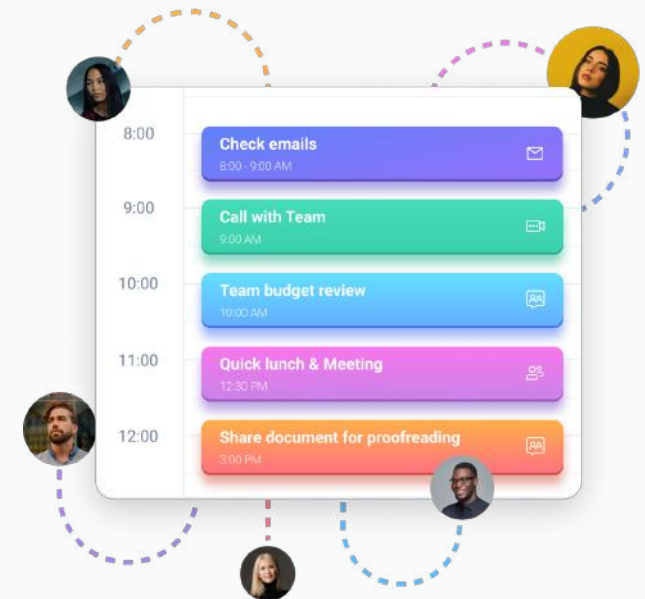 8:00
Check emails
8:00 - 9:00 AM
9:00
Call with Team
9:00 AM
10:00
Team budget review
10:00 AM
11:00
Quick lunch & Meeting
12:30 PM
12:00
Share document for proofreading
3:00 PM